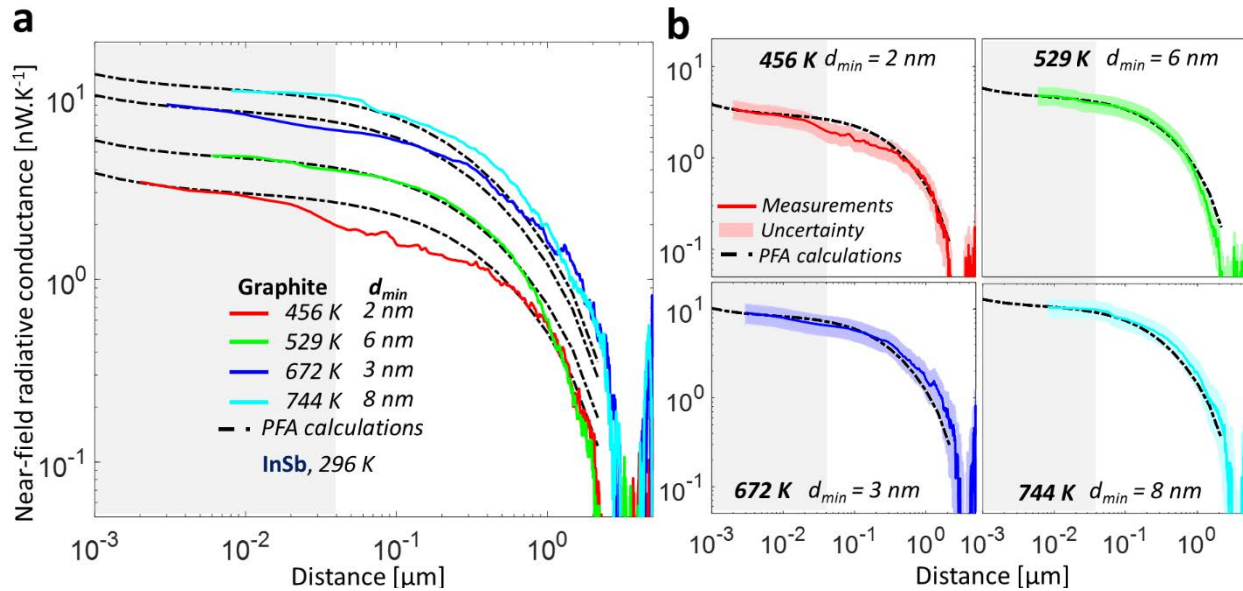 a
Near-field radiative conductance [nW.K⁻¹]
10¹
10⁰
10⁻¹
Graphite d_min
456 K 2 nm
529 K 6 nm
672 K 3 nm
744 K 8 nm
PFA calculations
InSb, 296 K
10⁻³ 10⁻² 10⁻¹ 10⁰
Distance [µm]
b
10¹
10⁰
10⁻¹
456 K d_min = 2 nm
Measurements
Uncertainty
PFA calculations
529 K d_min = 6 nm
10¹
10⁰
10⁻¹
672 K d_min = 3 nm
744 K d_min = 8 nm
10⁻³ 10⁻² 10⁻¹ 10⁰
10⁻³ 10⁻² 10⁻¹ 10⁰
Distance [µm]
Distance [µm]